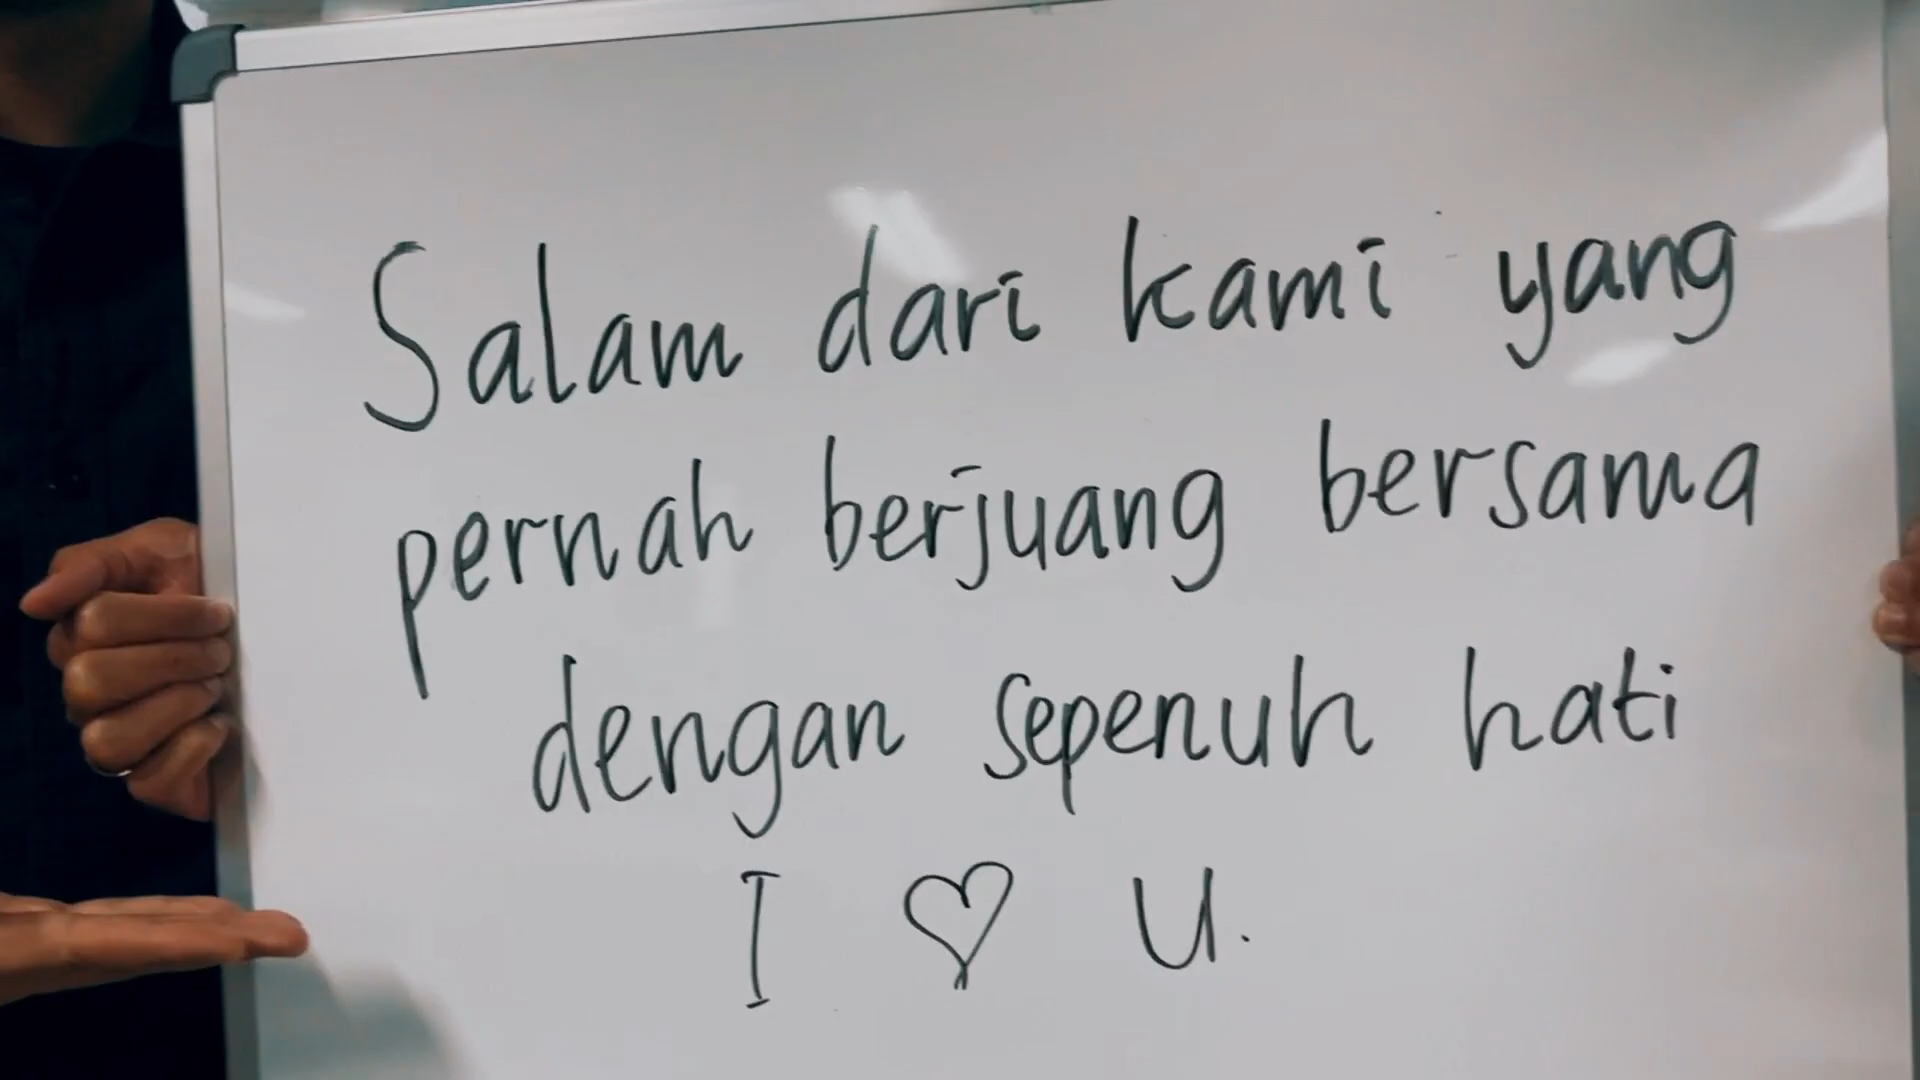 Salam dari kami yang
pernah berjuang bersama
dengan sepenuh hati
I ♡ U.